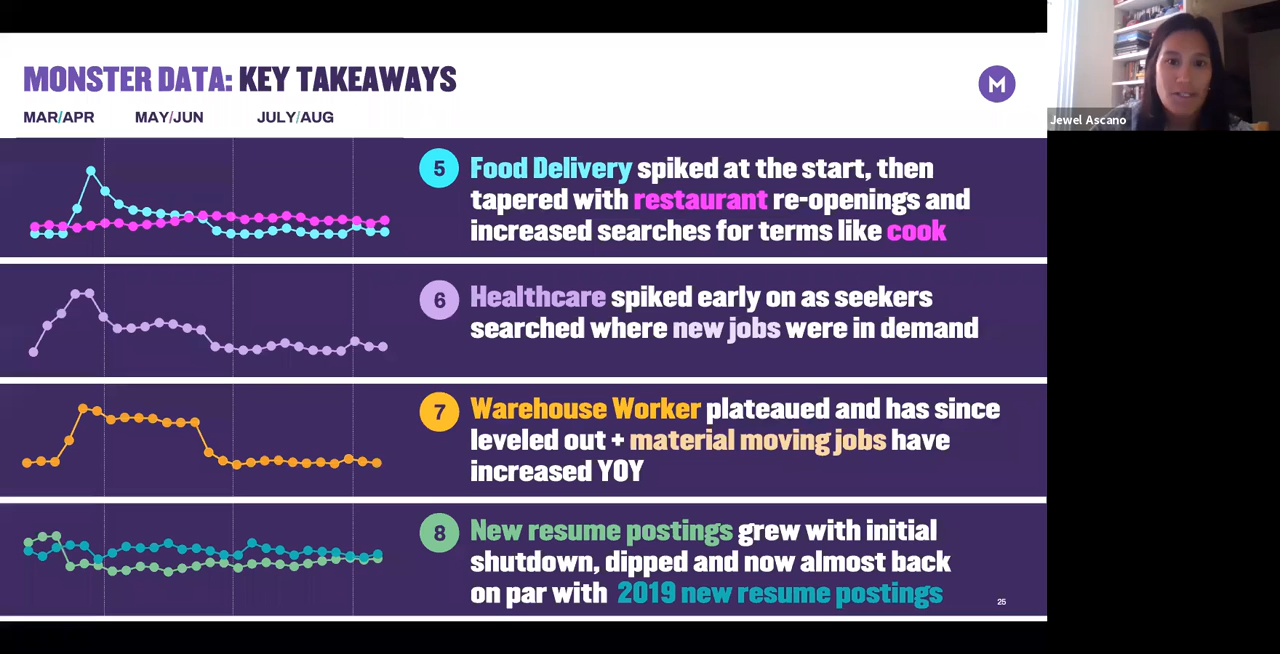 MONSTER DATA: KEY TAKEAWAYS
M
Jewel Ascano
MAR/APR MAY/JUN JULY/AUG
5
Food Delivery spiked at the start, then
tapered with restaurant re-openings and
increased searches for terms like cook
6
Healthcare spiked early on as seekers
searched where new jobs were in demand
7
Warehouse Worker plateaued and has since
leveled out + material moving jobs have
increased YOY
8
New resume postings grew with initial
shutdown, dipped and now almost back
on par with 2019 new resume postings
25